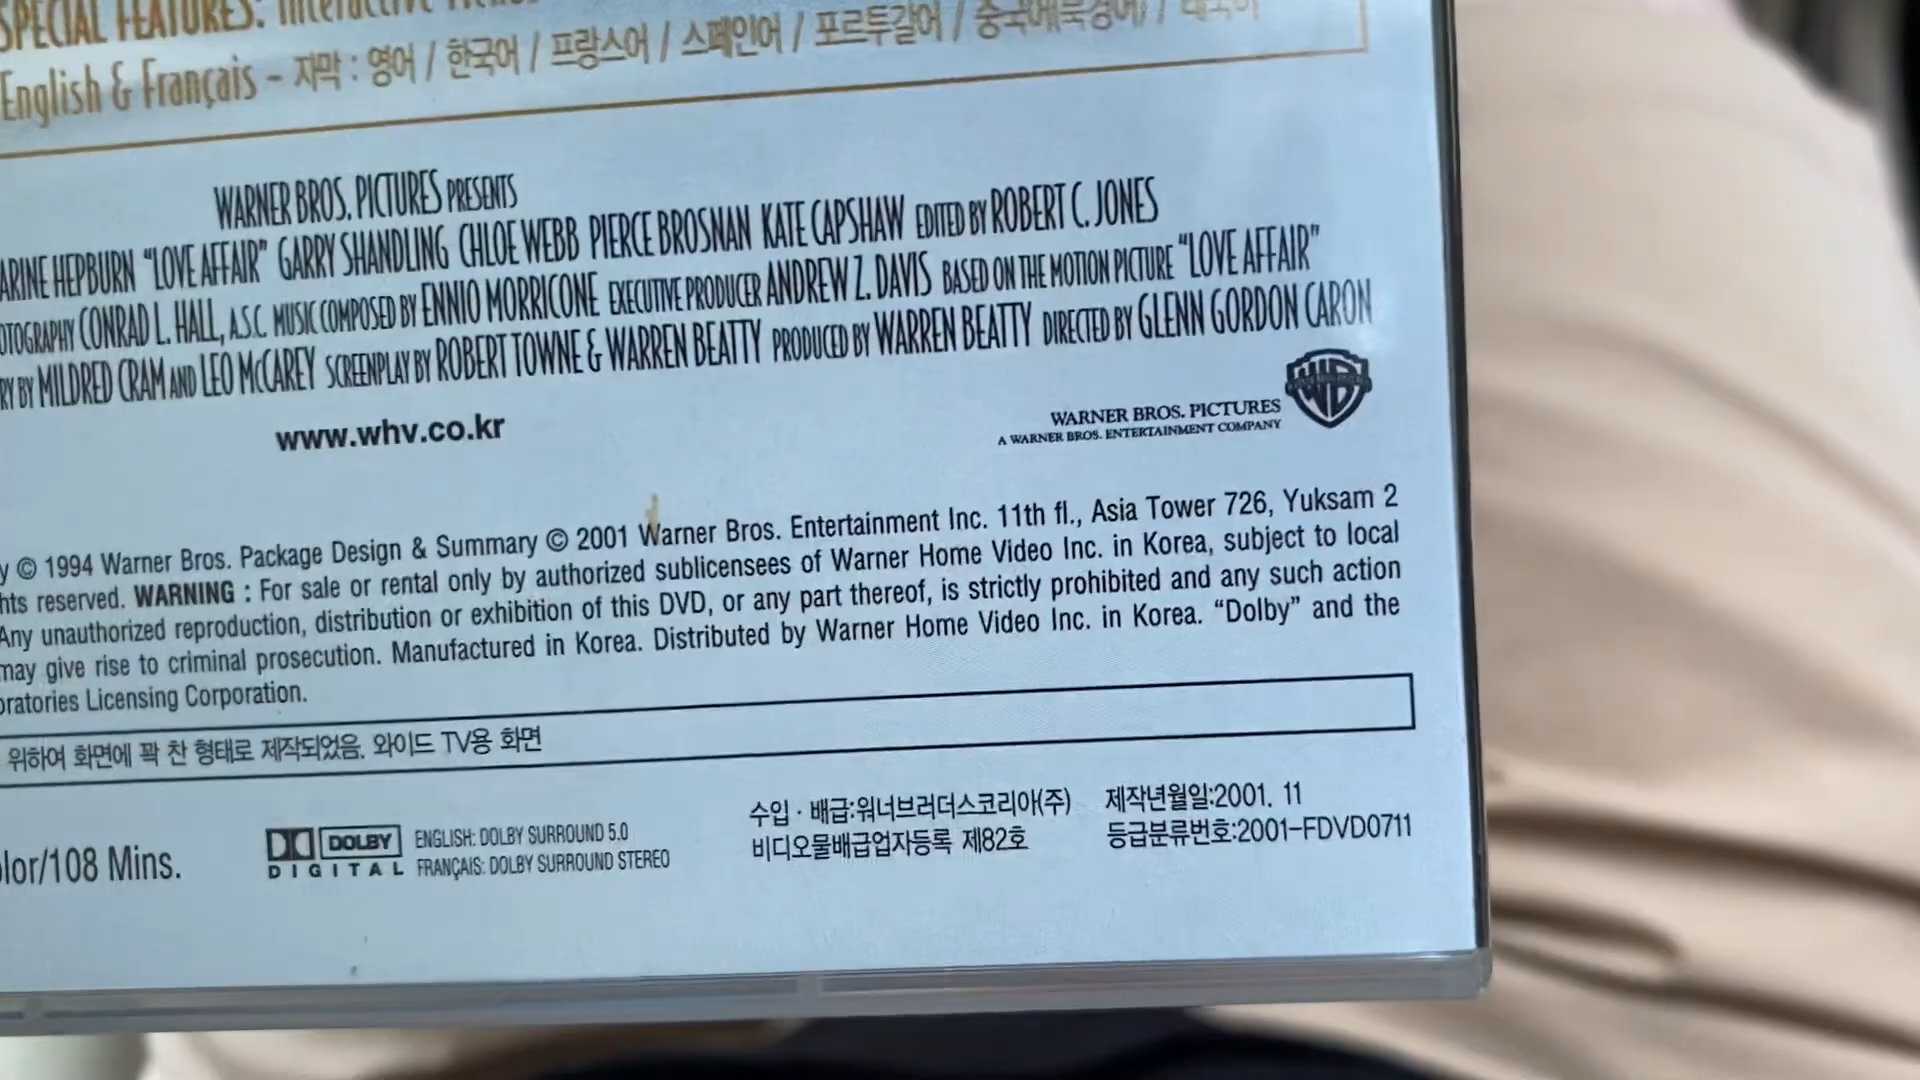 SPECIAL FEATURES: Interactive
English & Français - 자막 : 영어 / 한국어 / 프랑스어 / 스페인어 / 포르투갈어 / 중국어(북경어) / 태국어
WARNER BROS. PICTURES PRESENTS
ARINE HEPBURN "LOVE AFFAIR" GARRY SHANDLING CHLOE WEBB PIERCE BROSNAN KATE CAPSHAW EDITED BY ROBERT C. JONES
OTOGRAPHY CONRAD L. HALL, A.S.C. MUSIC COMPOSED BY ENNIO MORRICONE EXECUTIVE PRODUCER ANDREW Z. DAVIS BASED ON THE MOTION PICTURE "LOVE AFFAIR"
RY BY MILDRED CRAM AND LEO McCAREY SCREENPLAY BY ROBERT TOWNE & WARREN BEATTY PRODUCED BY WARREN BEATTY DIRECTED BY GLENN GORDON CARON
www.whv.co.kr
WARNER BROS. PICTURES
A WARNER BROS. ENTERTAINMENT COMPANY
WB
y © 1994 Warner Bros. Package Design & Summary © 2001 Warner Bros. Entertainment Inc. 11th fl., Asia Tower 726, Yuksam 2
hts reserved. WARNING : For sale or rental only by authorized sublicensees of Warner Home Video Inc. in Korea, subject to local
Any unauthorized reproduction, distribution or exhibition of this DVD, or any part thereof, is strictly prohibited and any such action
may give rise to criminal prosecution. Manufactured in Korea. Distributed by Warner Home Video Inc. in Korea. "Dolby" and the
oratories Licensing Corporation.
위하여 화면에 꽉 찬 형태로 제작되었음. 와이드 TV용 화면
olor/108 Mins.
DOLBY
DIGITAL
ENGLISH: DOLBY SURROUND 5.0
FRANÇAIS: DOLBY SURROUND STEREO
수입 · 배급:워너브러더스코리아(주)
비디오물배급업자등록 제82호
제작년월일:2001. 11
등급분류번호:2001-FDVD0711